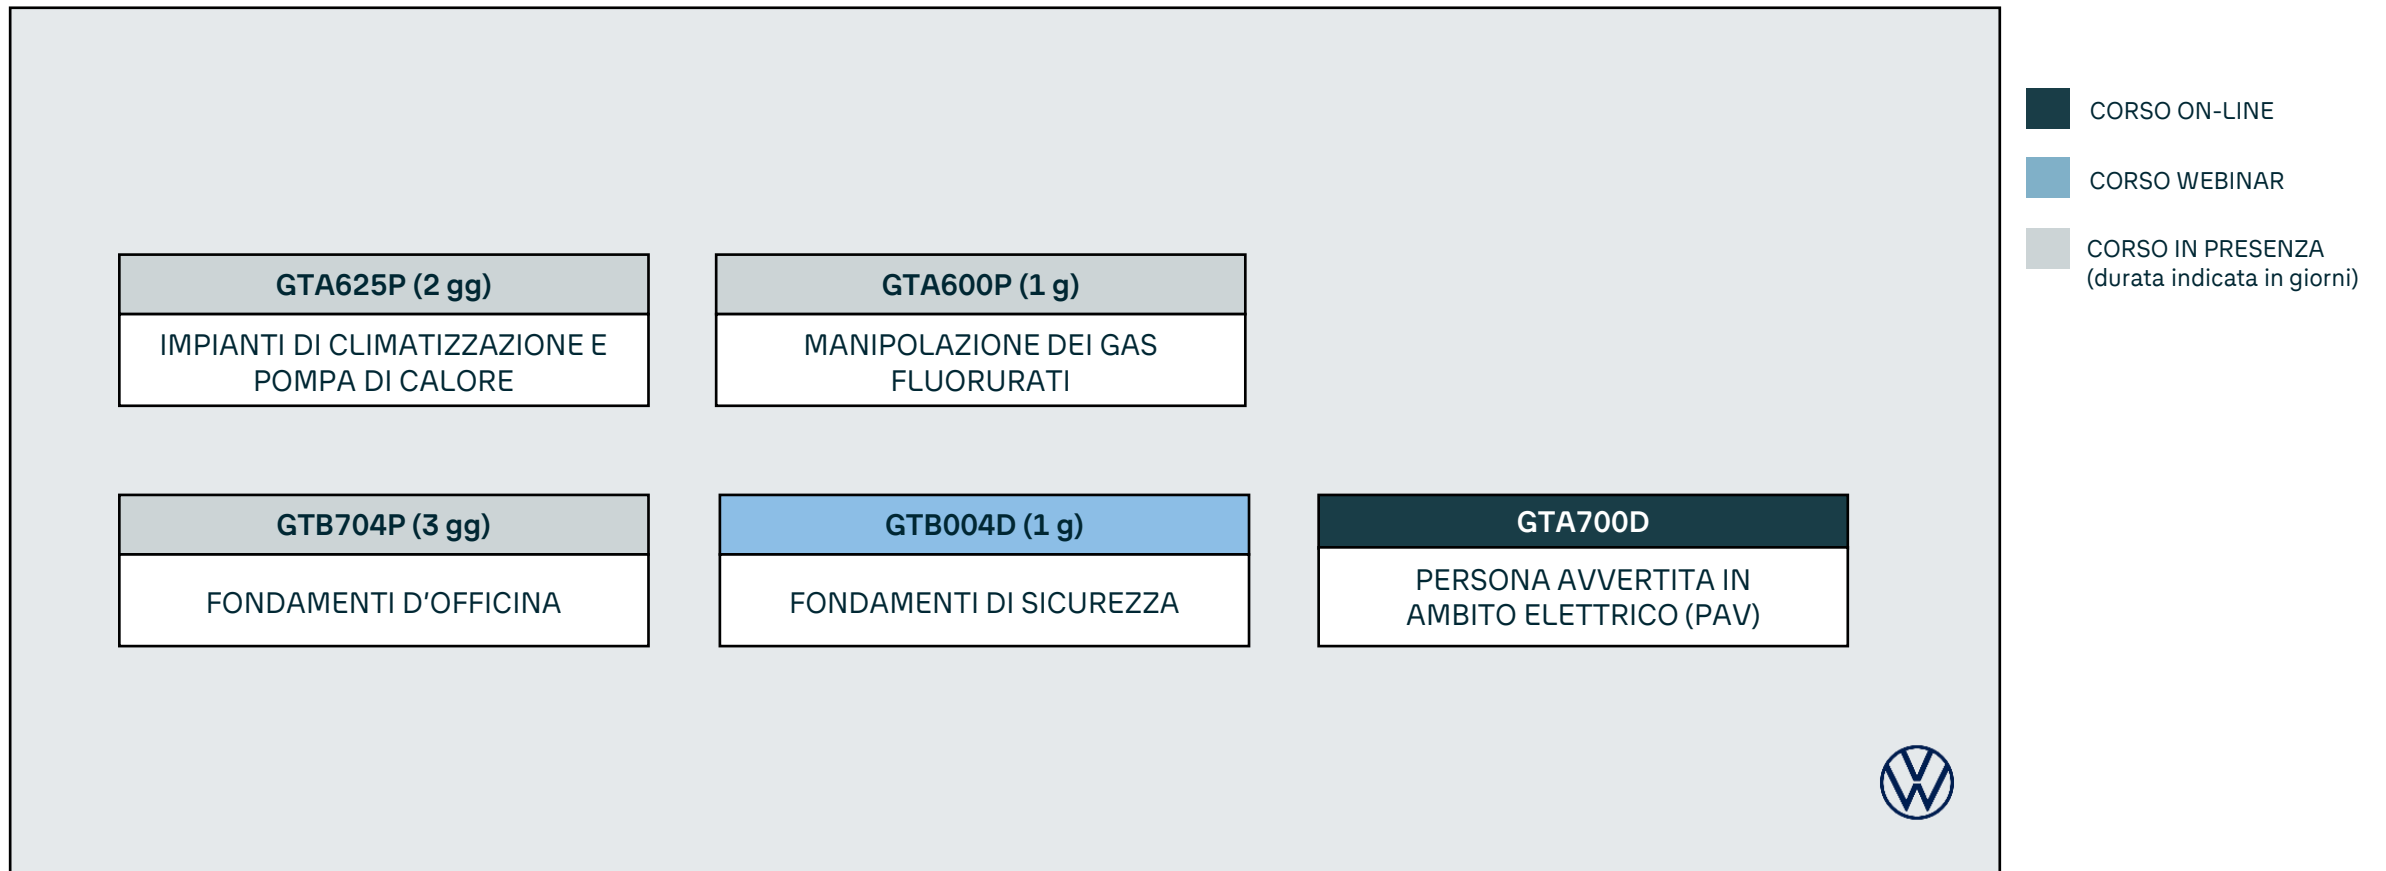 CORSO ON-LINE
CORSO WEBINAR
CORSO IN PRESENZA
(durata indicata in giorni)
GTA625P (2 gg)
IMPIANTI DI CLIMATIZZAZIONE E
POMPA DI CALORE
GTA600P (1 g)
MANIPOLAZIONE DEI GAS
FLUORURATI
GTB704P (3 gg)
FONDAMENTI D’OFFICINA
GTB004D (1 g)
FONDAMENTI DI SICUREZZA
GTA700D
PERSONA AVVERTITA IN
AMBITO ELETTRICO (PAV)